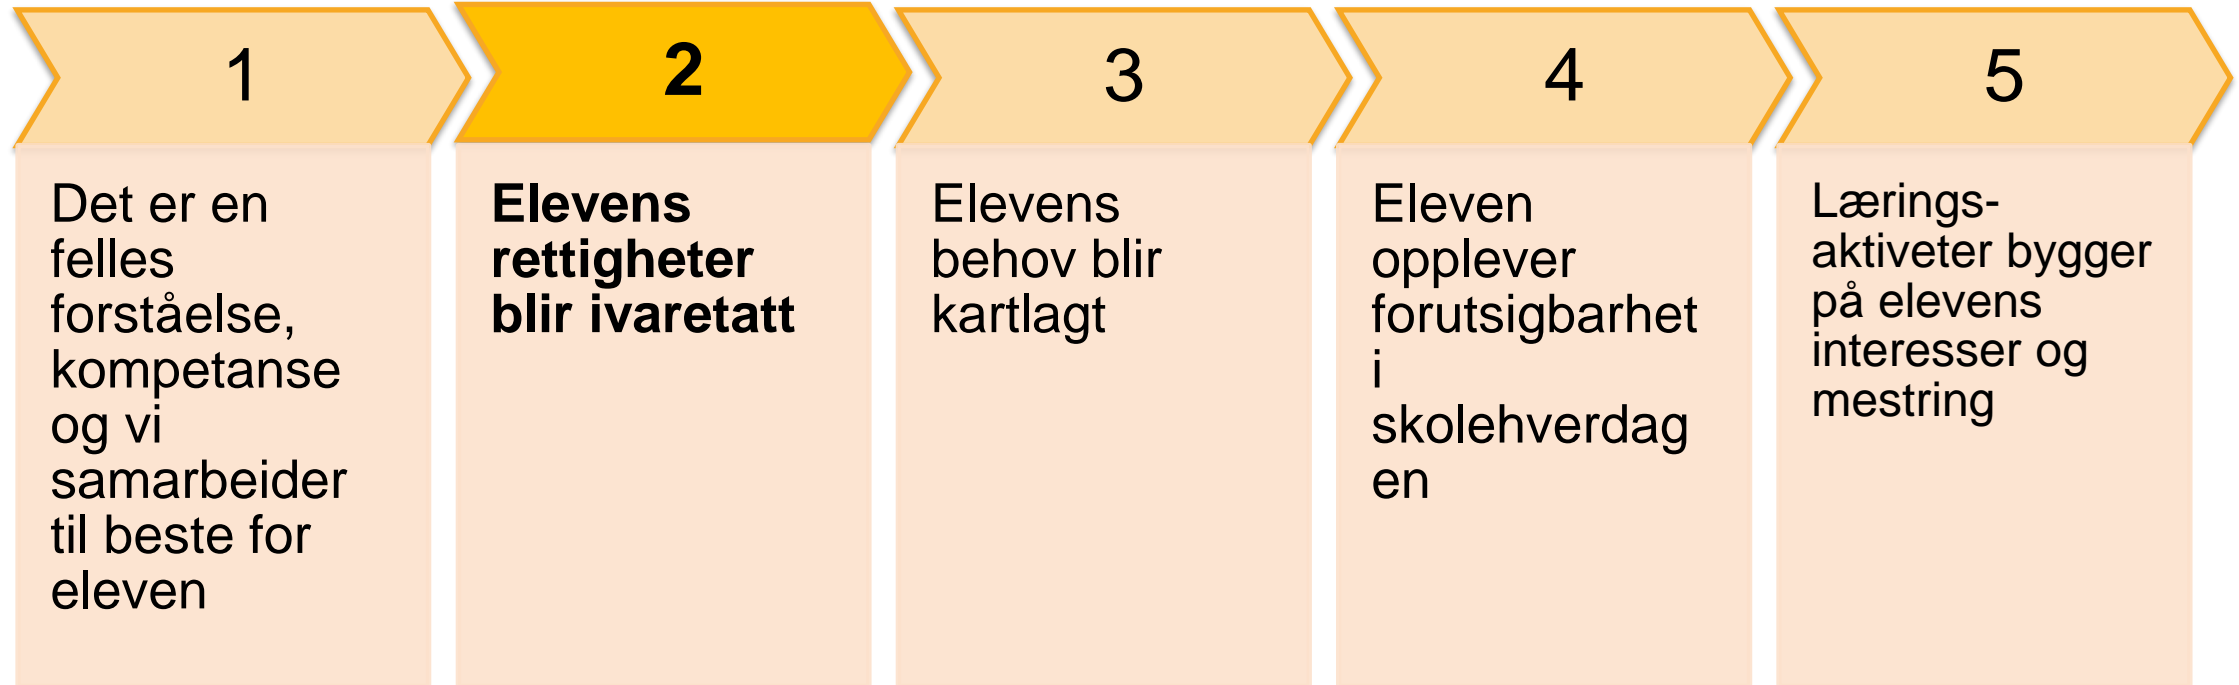 1
Det er en
felles
forståelse,
kompetanse
og vi
samarbeider
til beste for
eleven
2
Elevens
rettigheter
blir ivaretatt
3
Elevens
behov blir
kartlagt
4
Eleven
opplever
forutsigbarhet
i
skolehverdag
en
5
Lærings-
aktiveter bygger
på elevens
interesser og
mestring